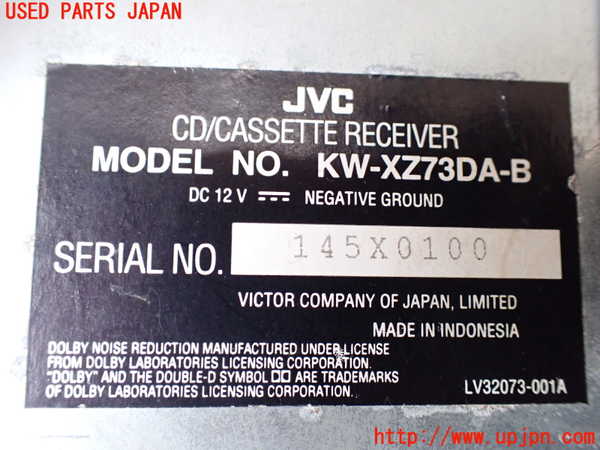 USED PARTS JAPAN
JVC
CD/CASSETTE RECEIVER
MODEL NO. KW-XZ73DA-B
DC 12 V ⎓ NEGATIVE GROUND
SERIAL NO. 145X0100
VICTOR COMPANY OF JAPAN, LIMITED
MADE IN INDONESIA
DOLBY NOISE REDUCTION MANUFACTURED UNDER LICENSE
FROM DOLBY LABORATORIES LICENSING CORPORATION.
"DOLBY" AND THE DOUBLE-D SYMBOL ARE TRADEMARKS
OF DOLBY LABORATORIES LICENSING CORPORATION.
LV32073-001A
http://www.upjpn.com/